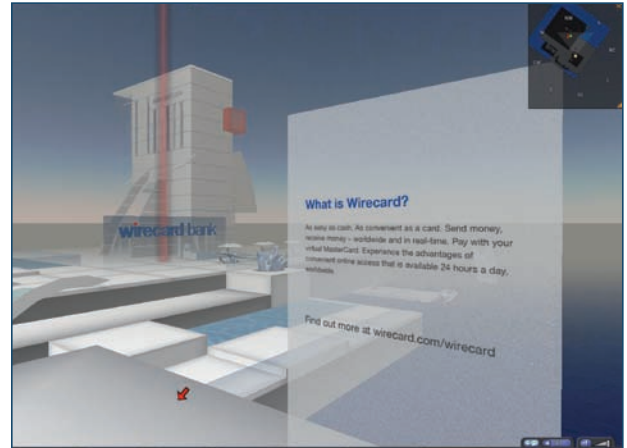 wirecard bank
What is Wirecard?
As easy as cash. As convenient as a card. Send money,
receive money – worldwide and in real-time. Pay with your
virtual MasterCard. Experience the advantages of
convenient online access that is available 24 hours a day,
worldwide.
Find out more at wirecard.com/wirecard